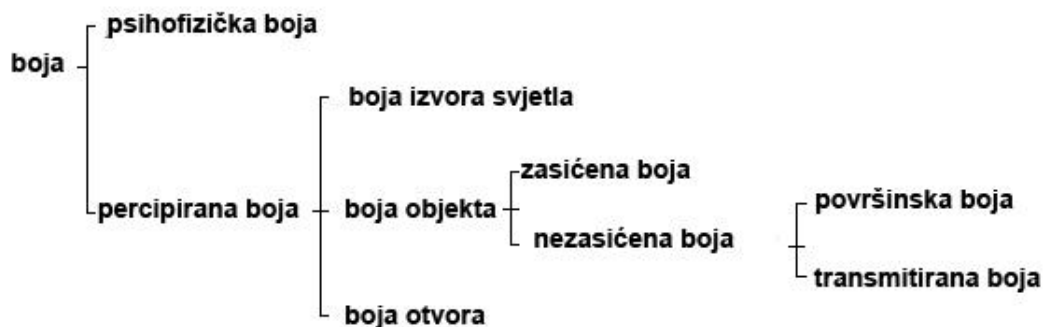 psihofizička boja
boja
boja izvora svjetla
zasićena boja
percipirana boja
boja objekta
površinska boja
nezasićena boja
transmitirana boja
boja otvora